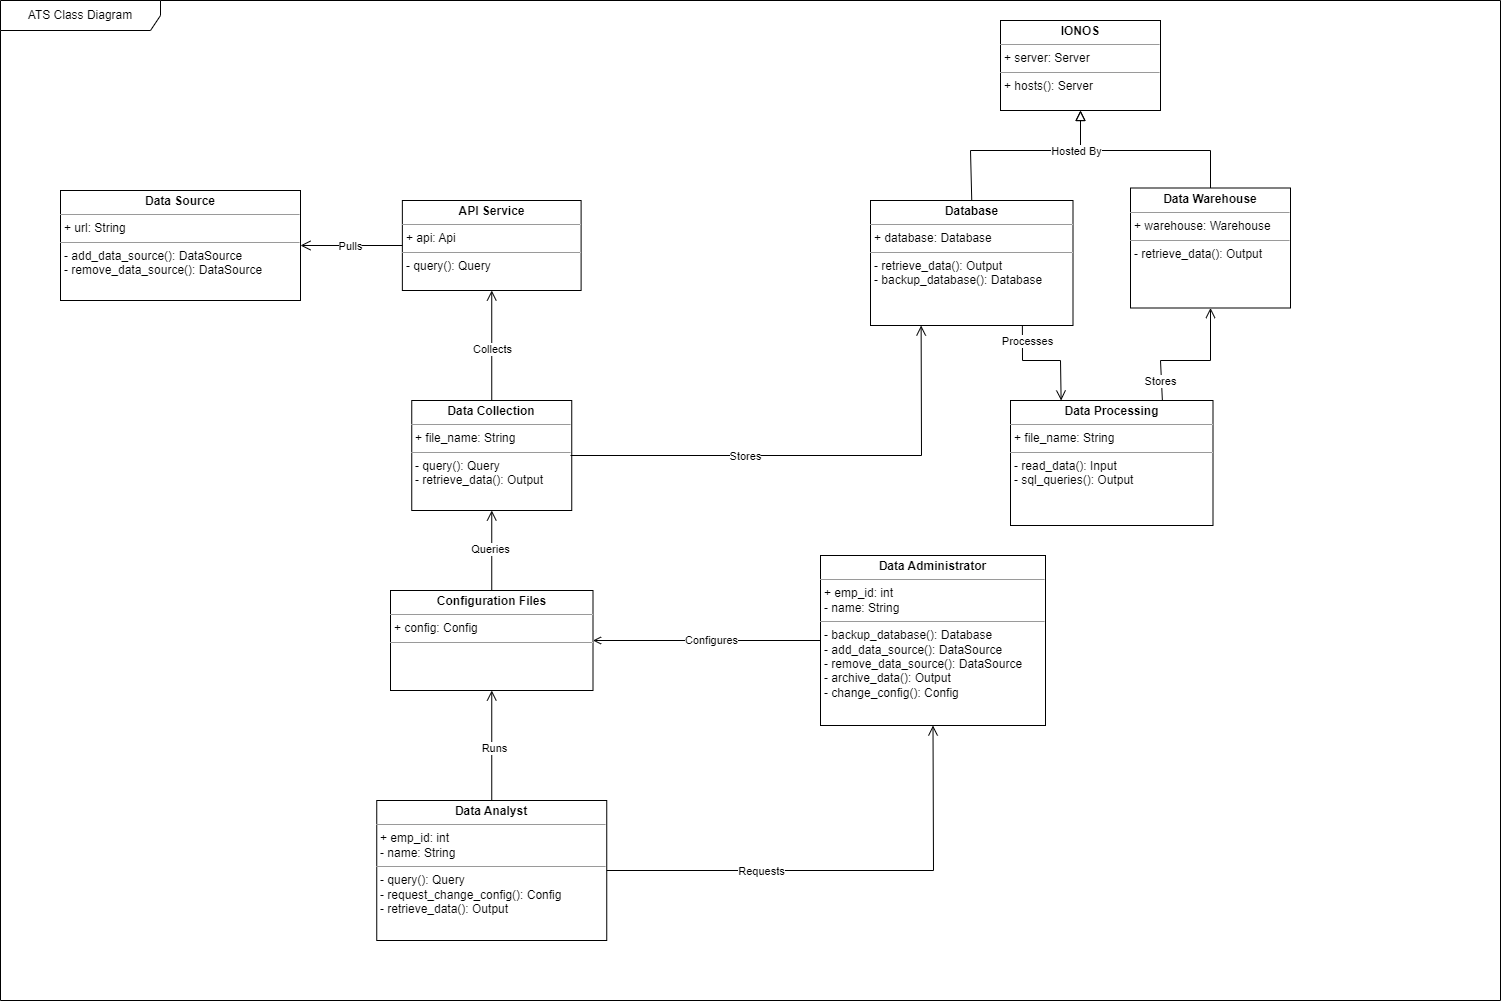 ATS Class Diagram
IONOS
+ server: Server
+ hosts(): Server
Hosted By
Data Source
+ url: String
- add_data_source(): DataSource
- remove_data_source(): DataSource
Pulls
API Service
+ api: Api
- query(): Query
Database
+ database: Database
- retrieve_data(): Output
- backup_database(): Database
Data Warehouse
+ warehouse: Warehouse
- retrieve_data(): Output
Collects
Processes
Stores
Data Collection
+ file_name: String
- query(): Query
- retrieve_data(): Output
Stores
Data Processing
+ file_name: String
- read_data(): Input
- sql_queries(): Output
Queries
Configuration Files
+ config: Config
Configures
Data Administrator
+ emp_id: int
- name: String
- backup_database(): Database
- add_data_source(): DataSource
- remove_data_source(): DataSource
- archive_data(): Output
- change_config(): Config
Runs
Data Analyst
+ emp_id: int
- name: String
- query(): Query
- request_change_config(): Config
- retrieve_data(): Output
Requests